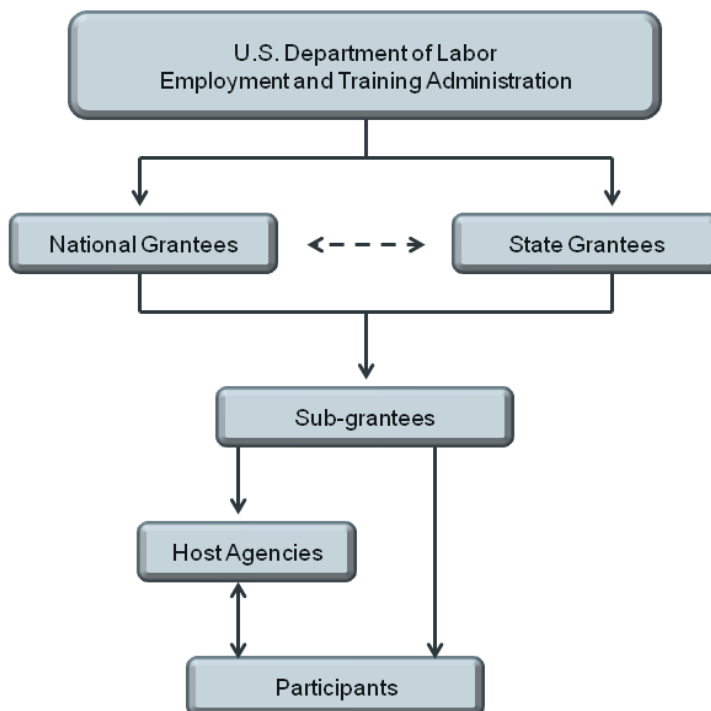 U.S. Department of Labor
Employment and Training Administration
National Grantees
State Grantees
Sub-grantees
Host Agencies
Participants